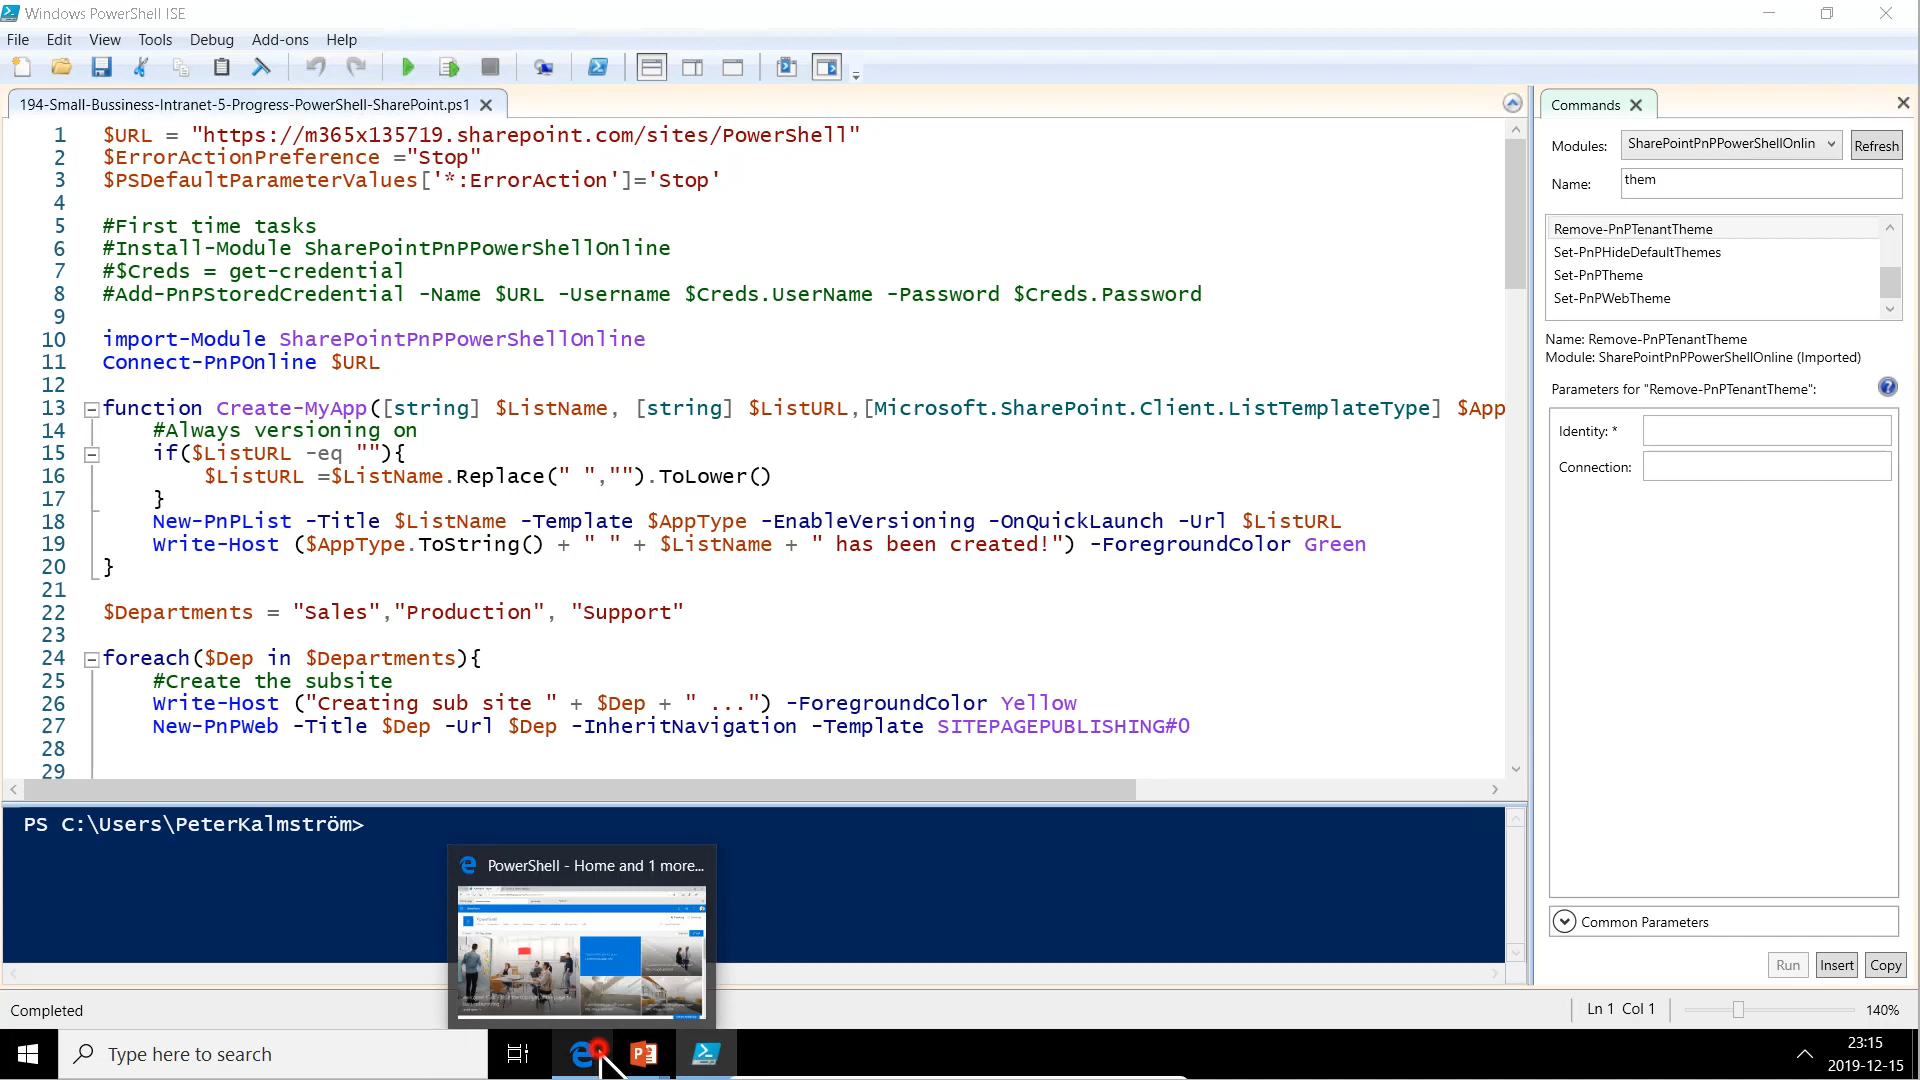 Windows PowerShell ISE
File Edit View Tools Debug Add-ons Help
194-Small-Bussiness-Intranet-5-Progress-PowerShell-SharePoint.ps1
1 $URL = "https://m365x135719.sharepoint.com/sites/PowerShell"
2 $ErrorActionPreference ="Stop"
3 $PSDefaultParameterValues['*:ErrorAction']='Stop'
4
5 #First time tasks
6 #Install-Module SharePointPnPPowerShellOnline
7 #$Creds = get-credential
8 #Add-PnPStoredCredential -Name $URL -Username $Creds.UserName -Password $Creds.Password
9
10 import-Module SharePointPnPPowerShellOnline
11 Connect-PnPOnline $URL
12
13 function Create-MyApp([string] $ListName, [string] $ListURL,[Microsoft.SharePoint.Client.ListTemplateType] $App
14 #Always versioning on
15 if($ListURL -eq ""){
16 $ListURL =$ListName.Replace(" ","").ToLower()
17 }
18 New-PnPList -Title $ListName -Template $AppType -EnableVersioning -OnQuickLaunch -Url $ListURL
19 Write-Host ($AppType.ToString() + " " + $ListName + " has been created!") -ForegroundColor Green
20 }
21
22 $Departments = "Sales","Production", "Support"
23
24 foreach($Dep in $Departments){
25 #Create the subsite
26 Write-Host ("Creating sub site " + $Dep + " ...") -ForegroundColor Yellow
27 New-PnPWeb -Title $Dep -Url $Dep -InheritNavigation -Template SITEPAGEPUBLISHING#0
28
29
PS C:\Users\PeterKalmström>
PowerShell - Home and 1 more...
Commands
Modules: SharePointPnPPowerShellOnlin Refresh
Name: them
Remove-PnPTenantTheme
Set-PnPHideDefaultThemes
Set-PnPTheme
Set-PnPWebTheme
Name: Remove-PnPTenantTheme
Module: SharePointPnPPowerShellOnline (Imported)
Parameters for "Remove-PnPTenantTheme":
Identity: *
Connection:
Common Parameters
Run Insert Copy
Completed
Ln 1 Col 1
140%
Type here to search
23:15
2019-12-15